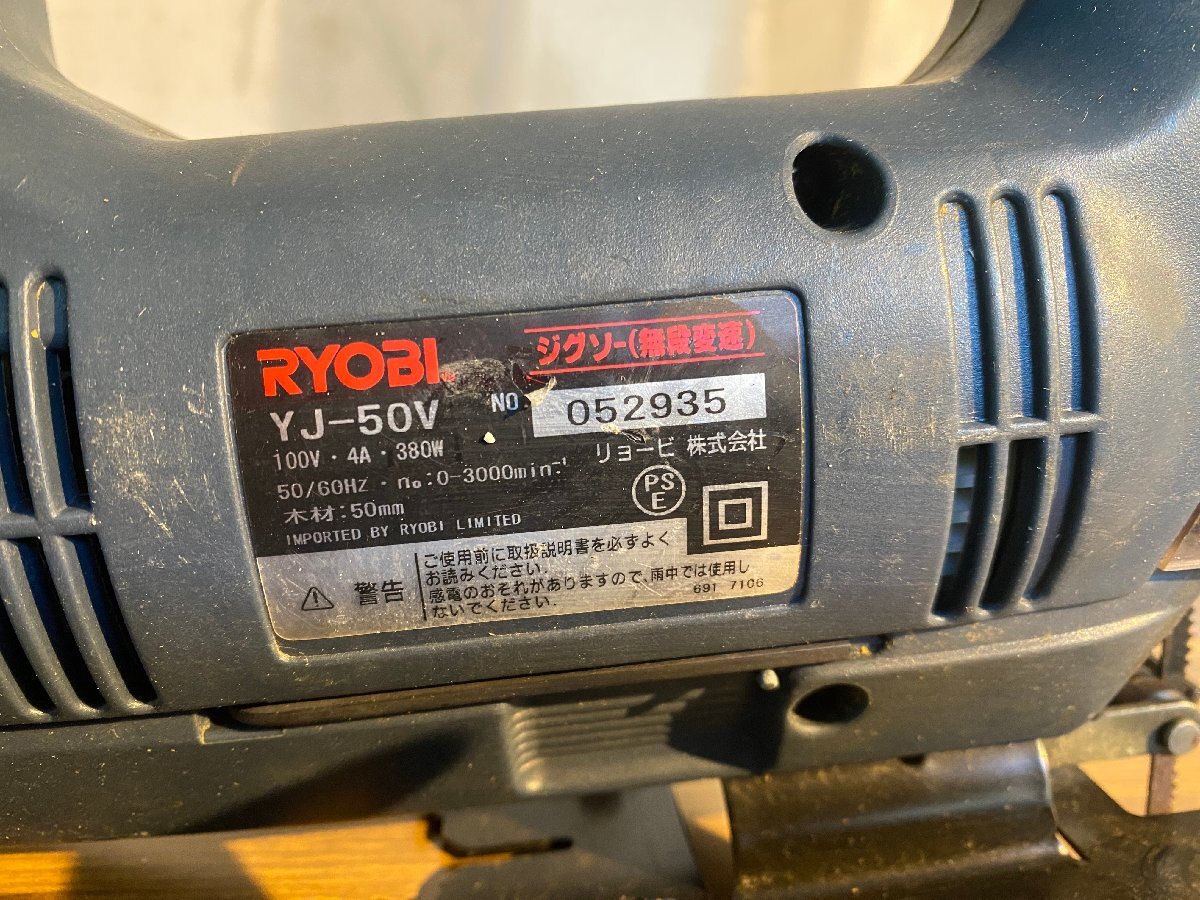 RYOBI
ジグソー(無段変速)
YJ-50V
NO
052935
100V・4A・380W
リョービ 株式会社
50/60HZ・no:0-3000min-1
PS
E
木材:50mm
IMPORTED BY RYOBI LIMITED
警告
ご使用前に取扱説明書を必ずよく
お読みください.
感電のおそれがありますので、雨中では使用し
ないでください.
691 7106